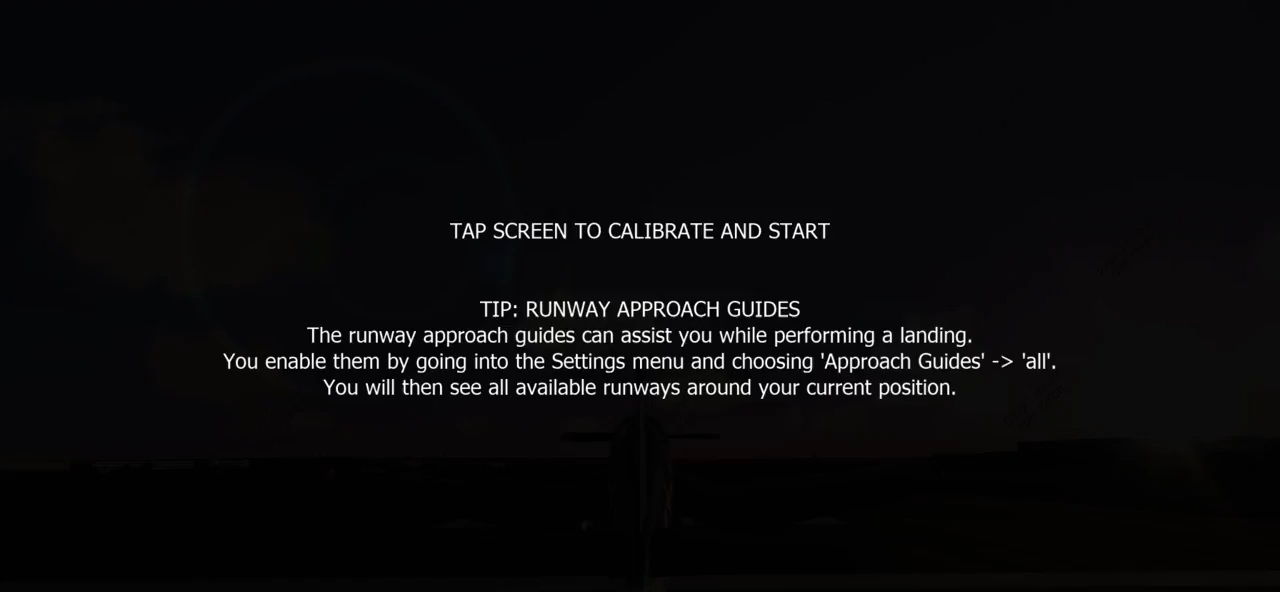 TAP SCREEN TO CALIBRATE AND START
TIP: RUNWAY APPROACH GUIDES
The runway approach guides can assist you while performing a landing.
You enable them by going into the Settings menu and choosing 'Approach Guides' -> 'all'.
You will then see all available runways around your current position.